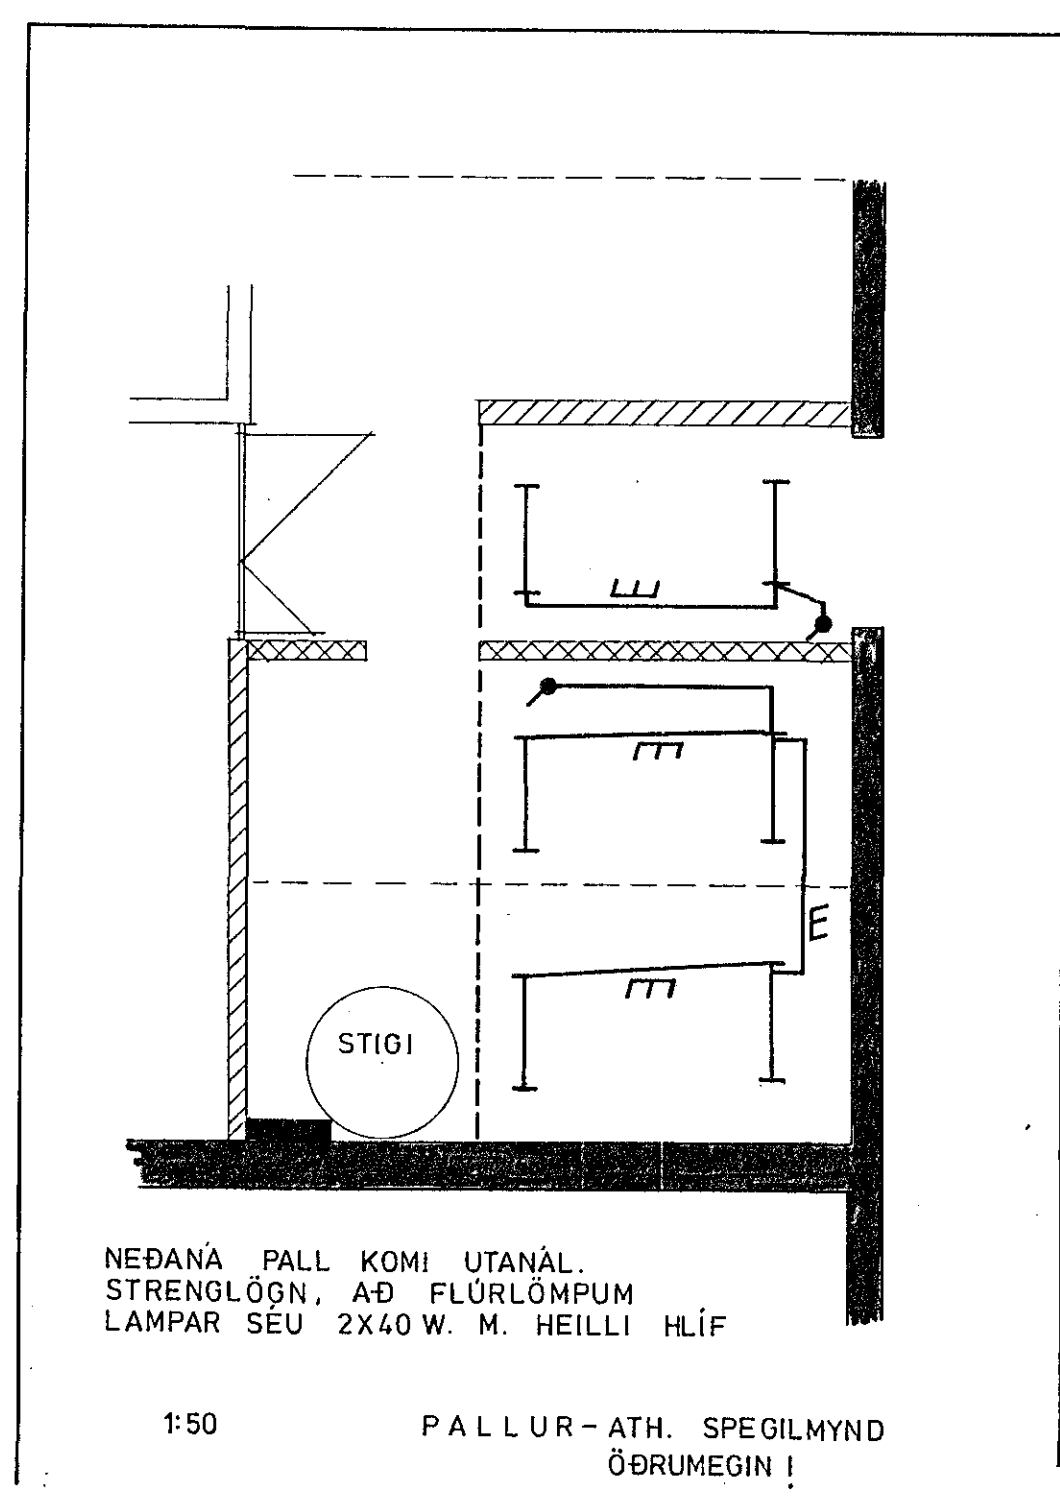 E
E
E
E
STIGI
NEÐANÁ PALL KOMI UTANÁL.
STRENGLÖGN, AÐ FLÚRLÖMPUM
LAMPAR SÉU 2X40 W. M. HEILLI HLÍF
1:50
PALLUR - ATH. SPEGILMYND
ÖÐRUMEGIN !